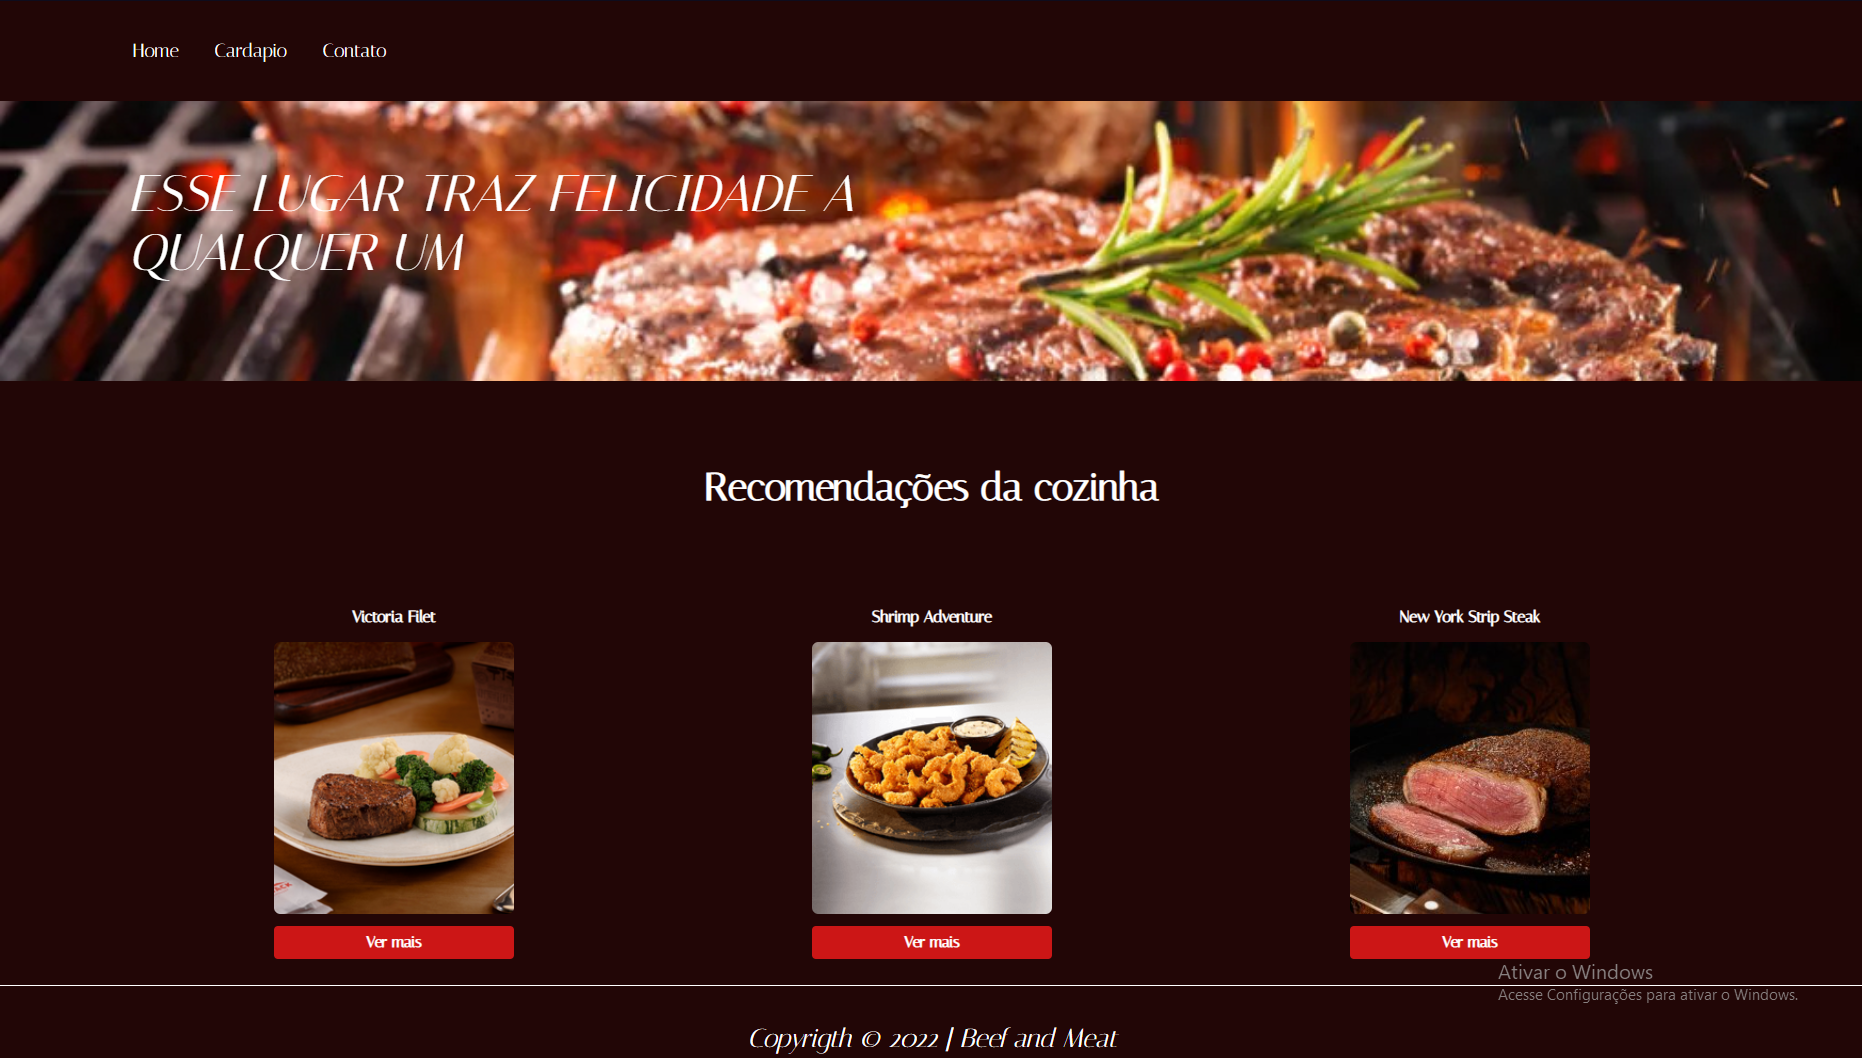 Home Cardapio Contato
ESSE LUGAR TRAZ FELICIDADE A
QUALQUER UM
Recomendações da cozinha
Victoria Filet
Shrimp Adventure
New York Strip Steak
Ver mais
Ver mais
Ver mais
Ativar o Windows
Acesse Configurações para ativar o Windows.
Copyrigth © 2022 | Beef and Meat